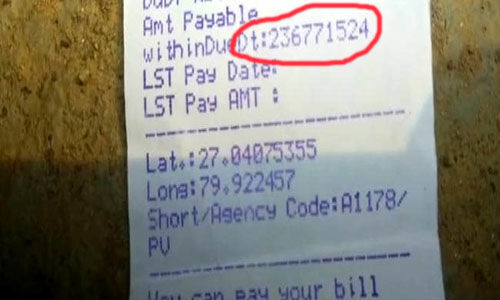 Amt Payable
withinDueDt:236771524
LST Pay Date:
LST Pay AMT :
Lat.:27.04075355
Long:79.922457
Short/Agency Code:A1178/
PU
You can pay your bill